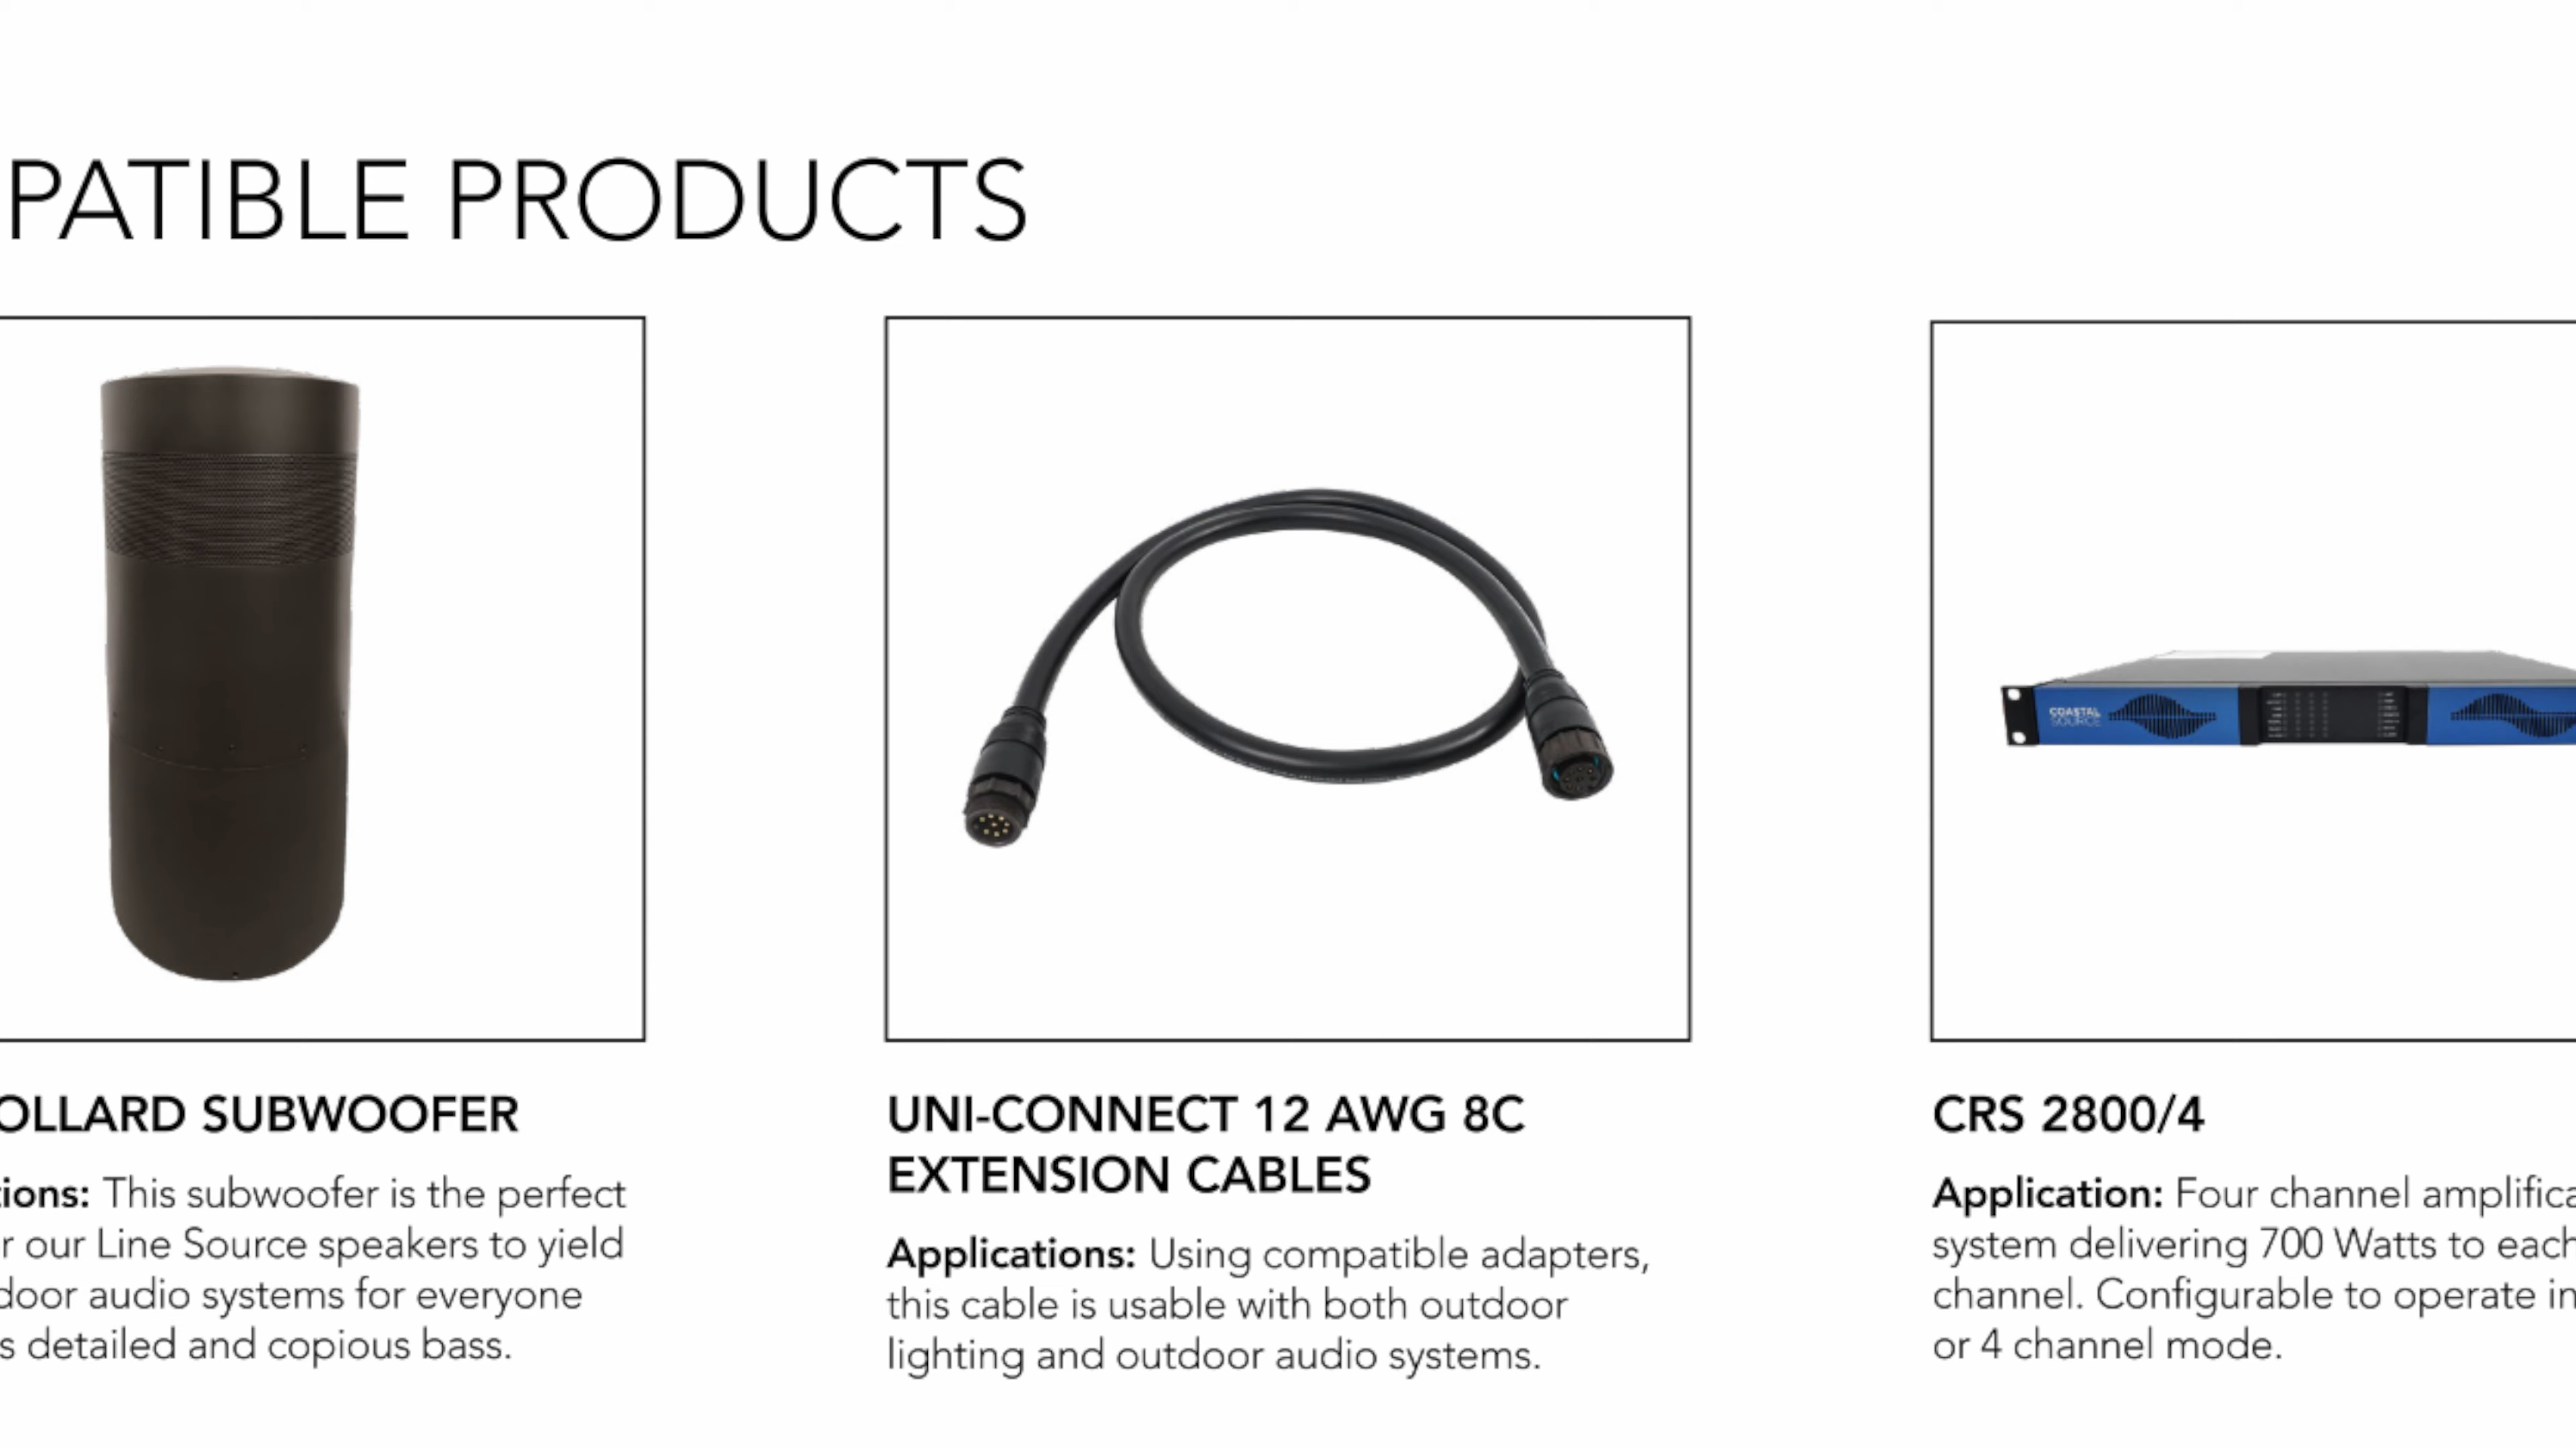 PATIBLE PRODUCTS
COASTAL
SOURCE
OLLARD SUBWOOFER
tions: This subwoofer is the perfect
r our Line Source speakers to yield
door audio systems for everyone
s detailed and copious bass.
UNI-CONNECT 12 AWG 8C
EXTENSION CABLES
Applications: Using compatible adapters,
this cable is usable with both outdoor
lighting and outdoor audio systems.
CRS 2800/4
Application: Four channel amplifica
system delivering 700 Watts to each
channel. Configurable to operate in
or 4 channel mode.